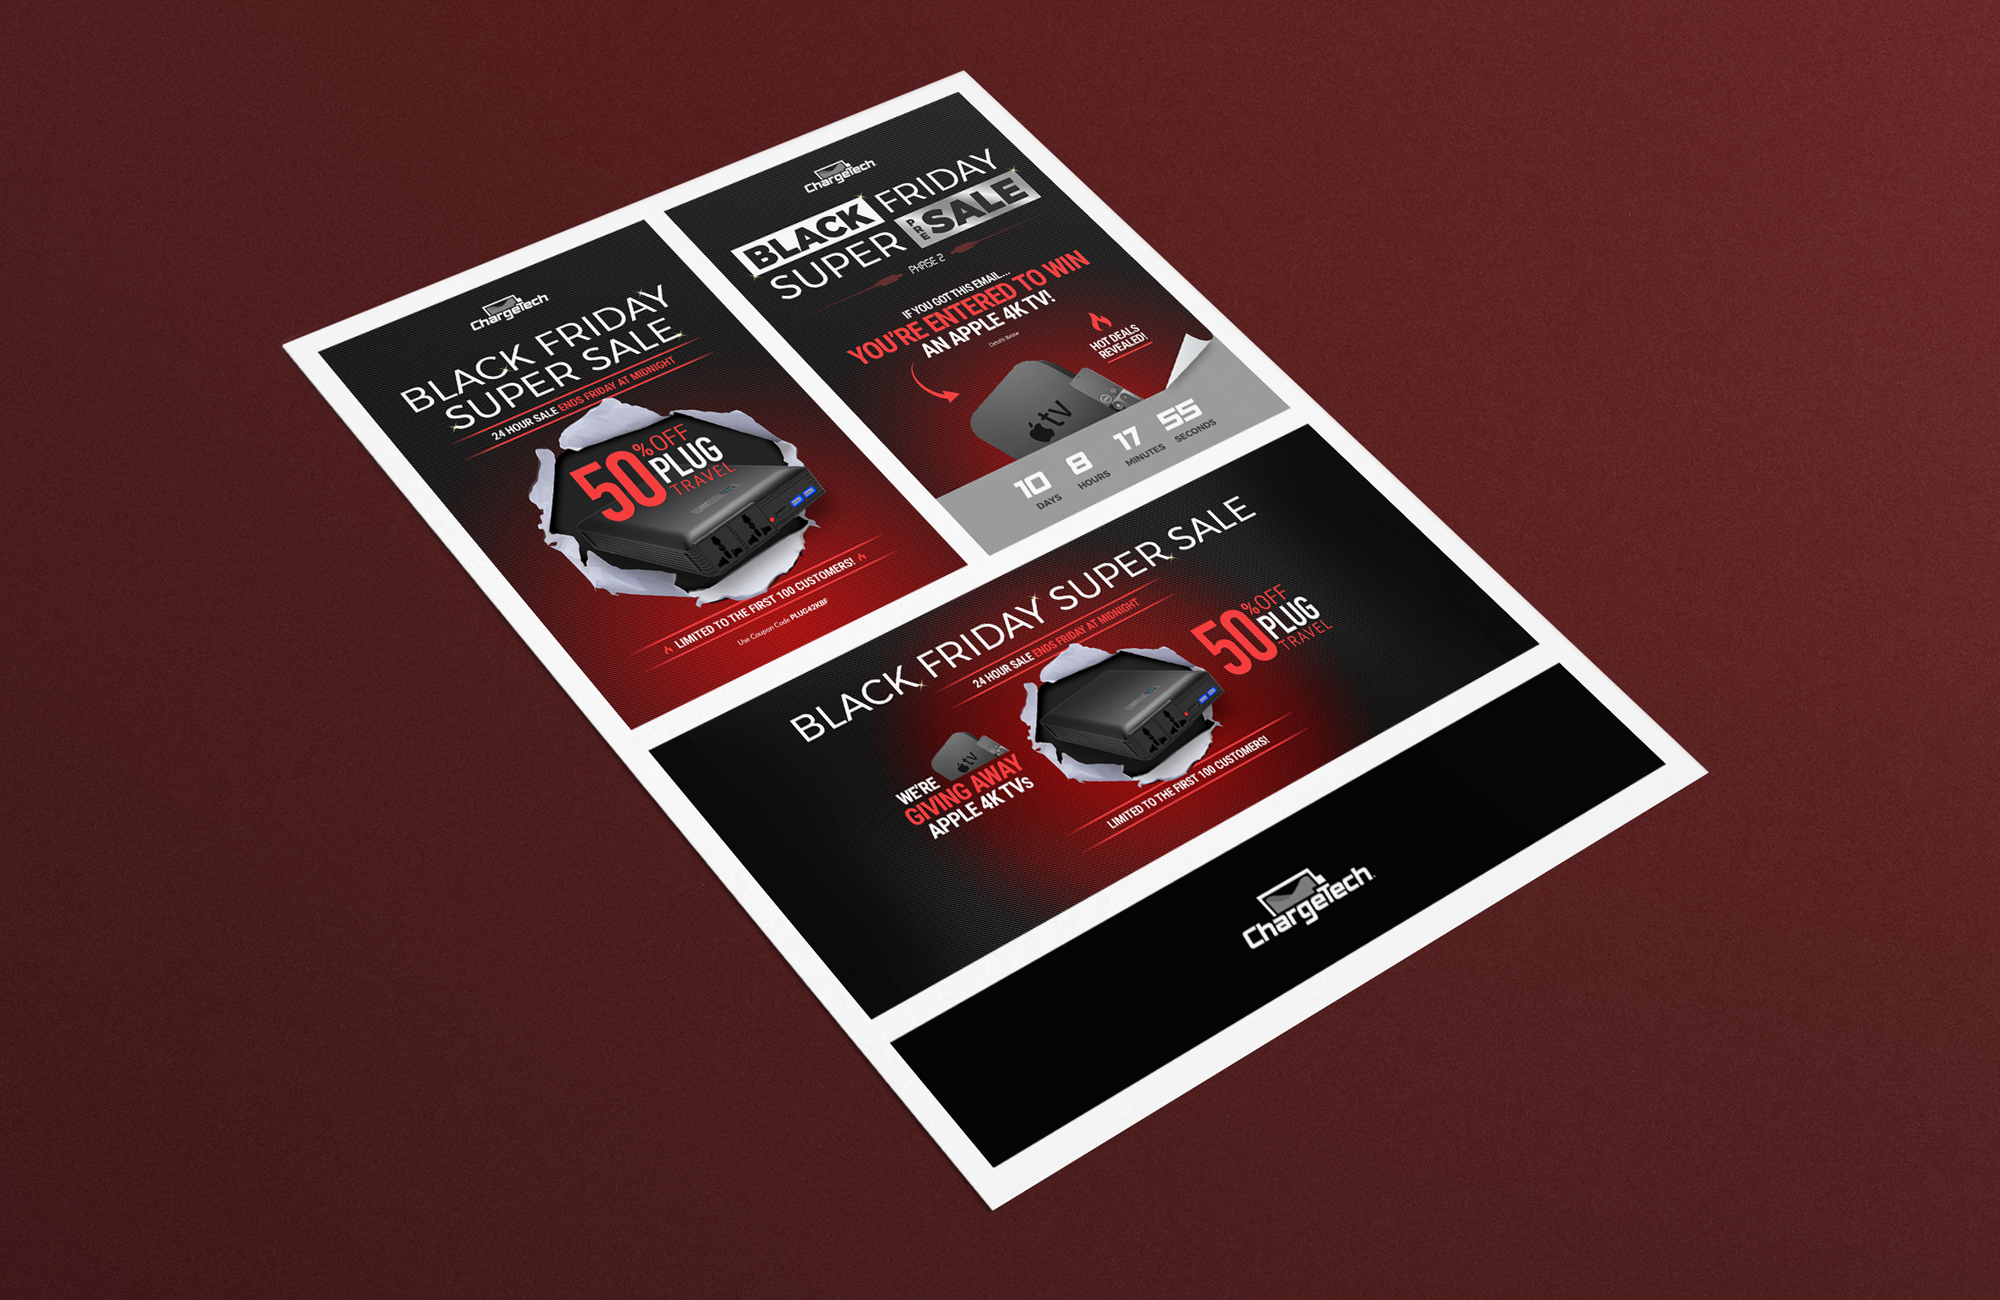 ChargeTech
BLACK FRIDAY
SUPER SALE
24 HOUR SALE ENDS FRIDAY AT MIDNIGHT
50%OFF
PLUG
TRAVEL
LIMITED TO THE FIRST 100 CUSTOMERS!
Use Coupon Code PLUG42KBF
ChargeTech
BLACK FRIDAY
SUPER PRE SALE
PHASE 2
IF YOU GOT THIS EMAIL...
YOU'RE ENTERED TO WIN
AN APPLE 4K TV!
Details Below
HOT DEALS
REVEALED!
tv
10 8 17 55
DAYS HOURS MINUTES SECONDS
BLACK FRIDAY SUPER SALE
24 HOUR SALE ENDS FRIDAY AT MIDNIGHT
50%OFF
PLUG
TRAVEL
tv
WE'RE
GIVING AWAY
APPLE 4K TVs
LIMITED TO THE FIRST 100 CUSTOMERS!
ChargeTech